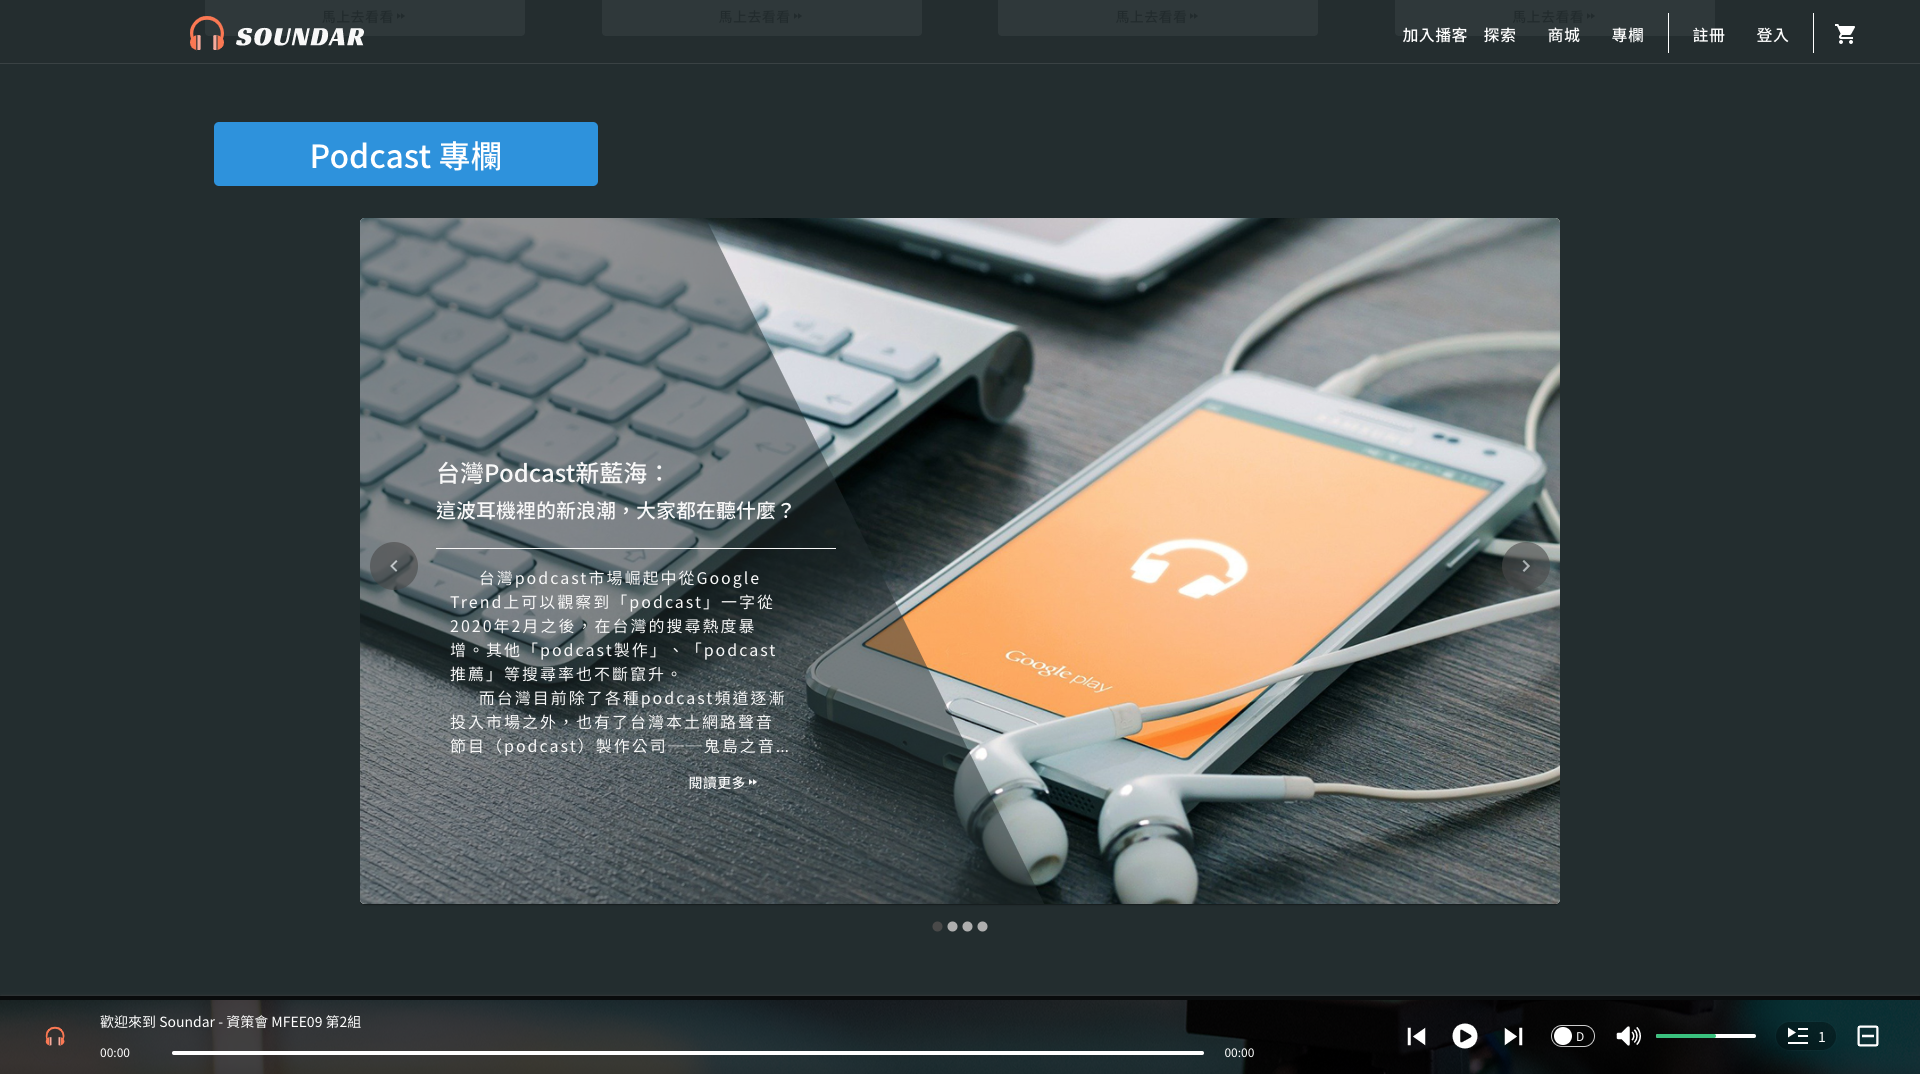 馬上去看看
馬上去看看
馬上去看看
馬上去看看
SOUNDAR
加入播客
探索
商城
專欄
註冊
登入
Podcast 專欄
台灣Podcast新藍海：
這波耳機裡的新浪潮，大家都在聽什麼？
台灣podcast市場崛起中從Google
Trend上可以觀察到「podcast」一字從
2020年2月之後，在台灣的搜尋熱度暴
增。其他「podcast製作」、「podcast
推薦」等搜尋率也不斷竄升。
而台灣目前除了各種podcast頻道逐漸
投入市場之外，也有了台灣本土網路聲音
節目（podcast）製作公司——鬼島之音...
閱讀更多
SAMSUNG
Google play
歡迎來到 Soundar - 資策會 MFEE09 第2組
00:00
00:00
D
1